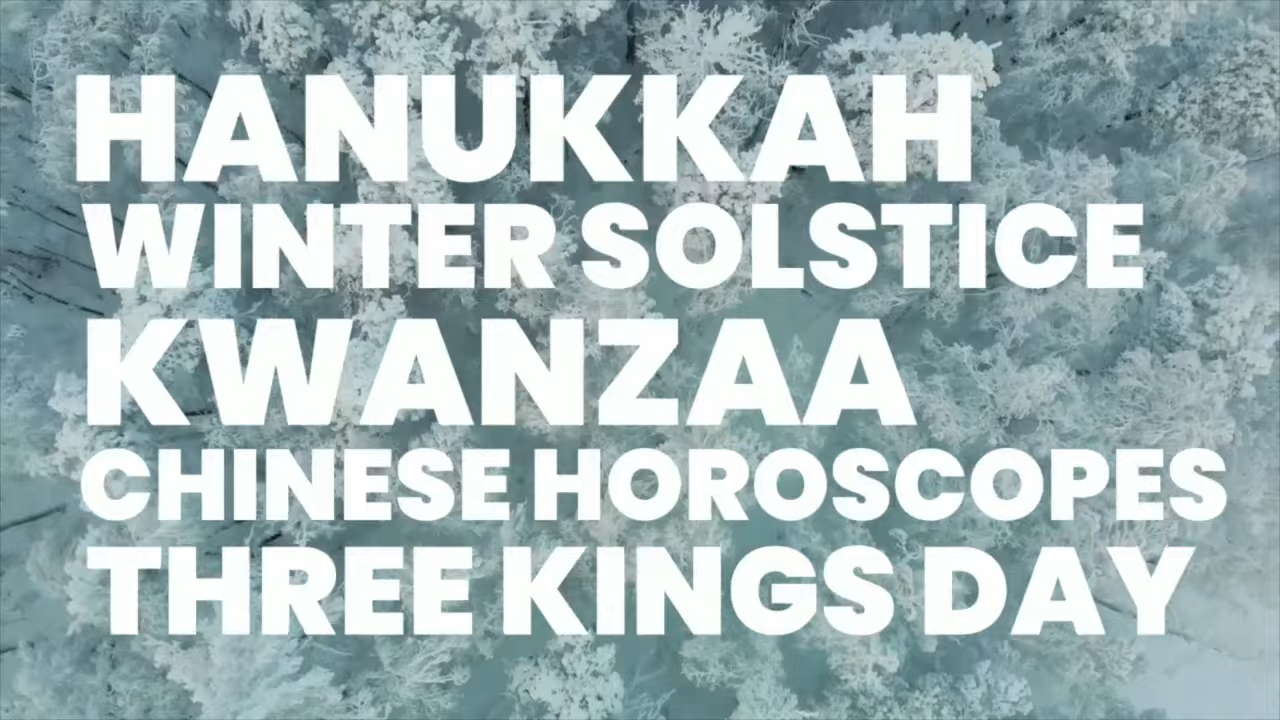 HANUKKAH
WINTER SOLSTICE
KWANZAA
CHINESE HOROSCOPES
THREE KINGS DAY